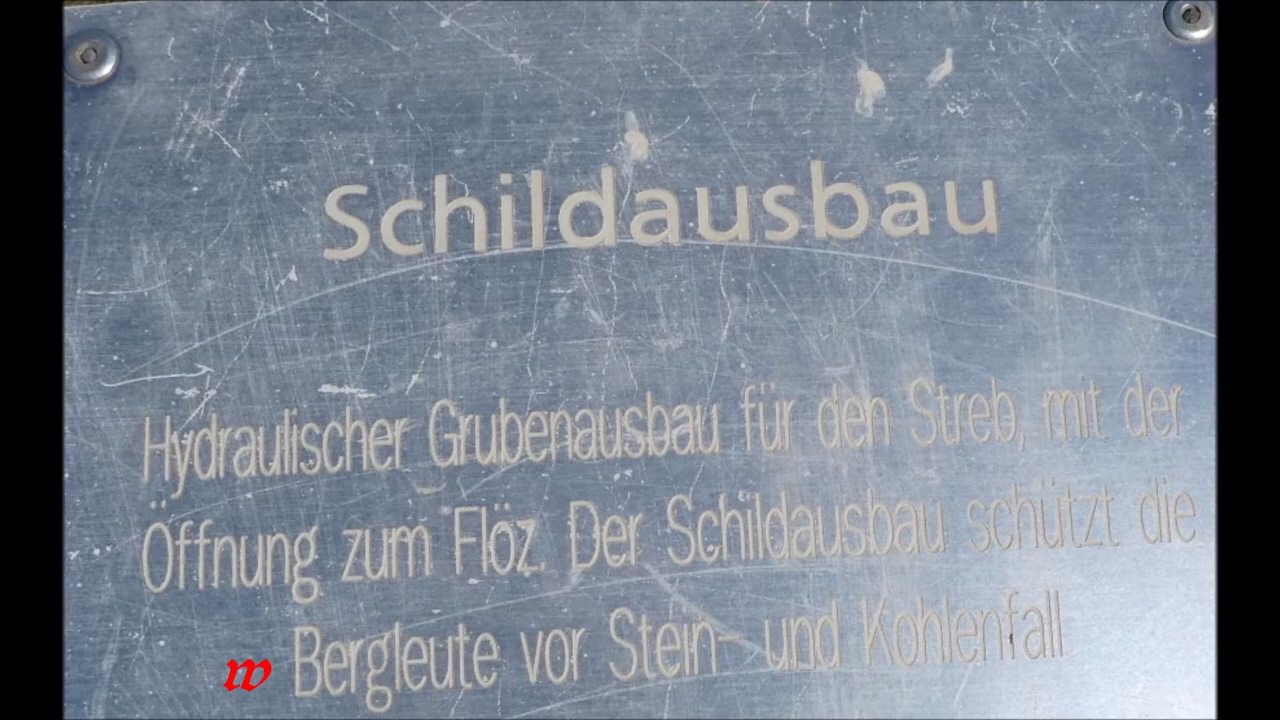 Schildausbau
Hydraulischer Grubenausbau für den Streb, mit der
Öffnung zum Flöz. Der Schildausbau schützt die
Bergleute vor Stein- und Kohlenfall
w